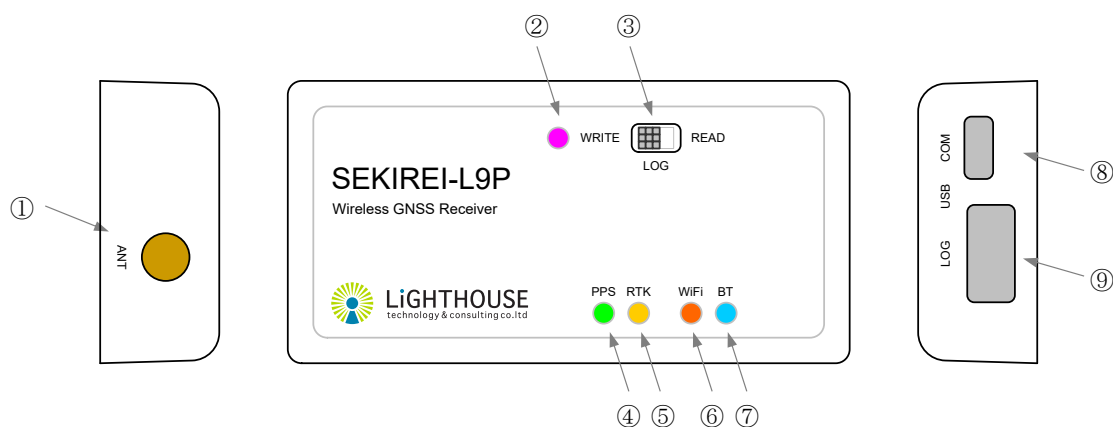 ② ③
WRITE READ
LOG
SEKIREI-L9P
Wireless GNSS Receiver
①
ANT
LiGHTHOUSE
technology & consulting co.ltd
PPS RTK WiFi BT
④ ⑤ ⑥ ⑦
COM
⑧
USB
LOG
⑨